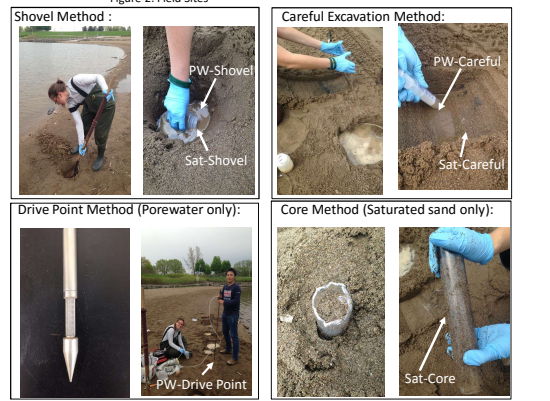 Figure 2. Field Sites
Shovel Method :
PW-Shovel
Sat-Shovel
Careful Excavation Method:
PW-Careful
Sat-Careful
Drive Point Method (Porewater only):
PW-Drive Point
Core Method (Saturated sand only):
Sat-Core